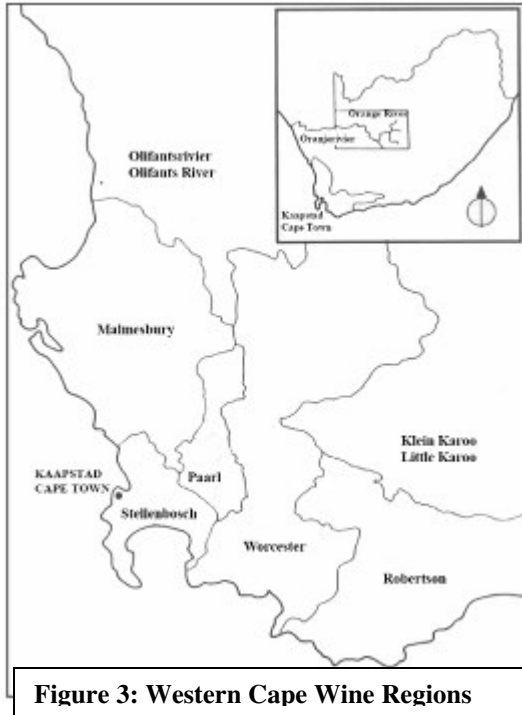 Orange River
Oranjerivier
Kaapstad
Cape Town
Olifantsrivier
Olifants River
Malmesbury
Klein Karoo
Little Karoo
KAAPSTAD
CAPE TOWN
Paarl
Stellenbosch
Worcester
Robertson
Figure 3: Western Cape Wine Regions